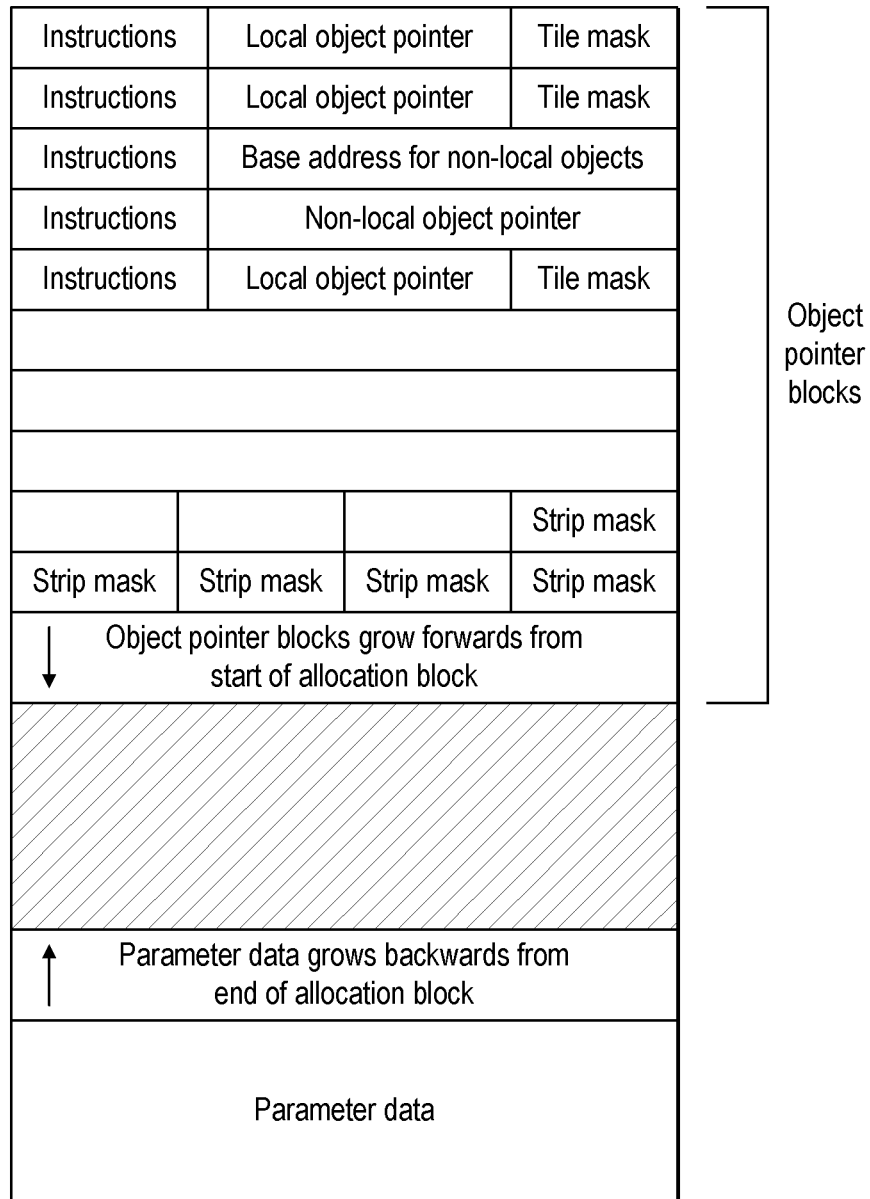 Instructions Local object pointer Tile mask
Instructions Local object pointer Tile mask
Instructions Base address for non-local objects
Instructions Non-local object pointer
Instructions Local object pointer Tile mask
Object
pointer
blocks
Strip mask
Strip mask Strip mask Strip mask Strip mask
Object pointer blocks grow forwards from
start of allocation block
Parameter data grows backwards from
end of allocation block
Parameter data